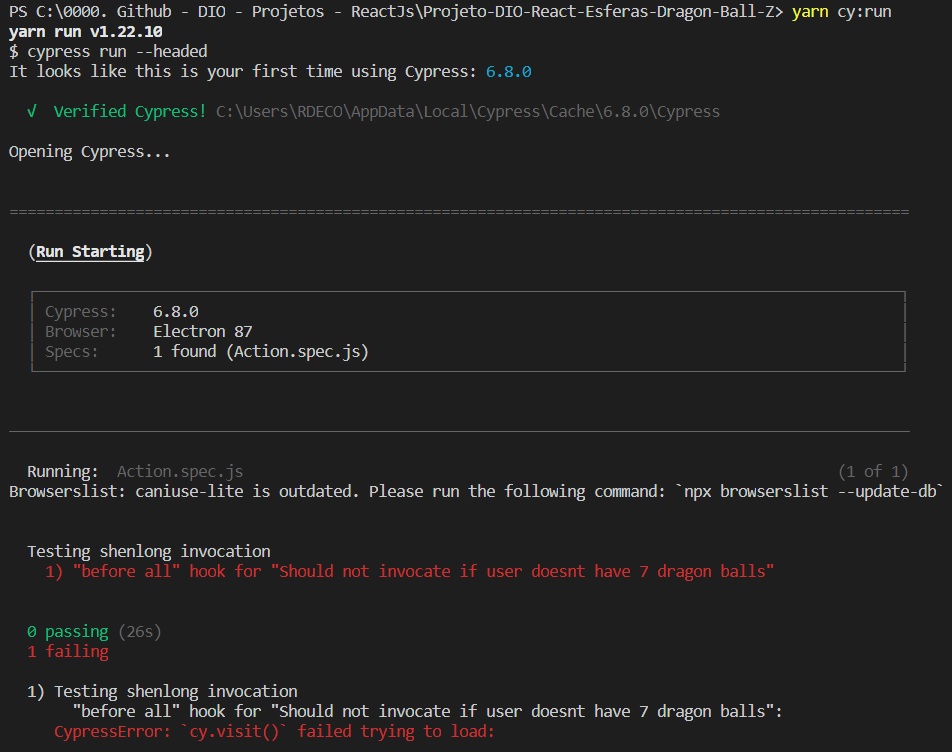 PS C:\0000. Github - DIO - Projetos - ReactJs\Projeto-DIO-React-Esferas-Dragon-Ball-Z> yarn cy:run
yarn run v1.22.10
$ cypress run --headed
It looks like this is your first time using Cypress: 6.8.0
√ Verified Cypress! C:\Users\RDECO\AppData\Local\Cypress\Cache\6.8.0\Cypress
Opening Cypress...
====================================================================================================
(Run Starting)
Cypress: 6.8.0
Browser: Electron 87
Specs: 1 found (Action.spec.js)
Running: Action.spec.js (1 of 1)
Browserslist: caniuse-lite is outdated. Please run the following command: `npx browserslist --update-db`
Testing shenlong invocation
1) "before all" hook for "Should not invocate if user doesnt have 7 dragon balls"
0 passing (26s)
1 failing
1) Testing shenlong invocation
"before all" hook for "Should not invocate if user doesnt have 7 dragon balls":
CypressError: `cy.visit()` failed trying to load: